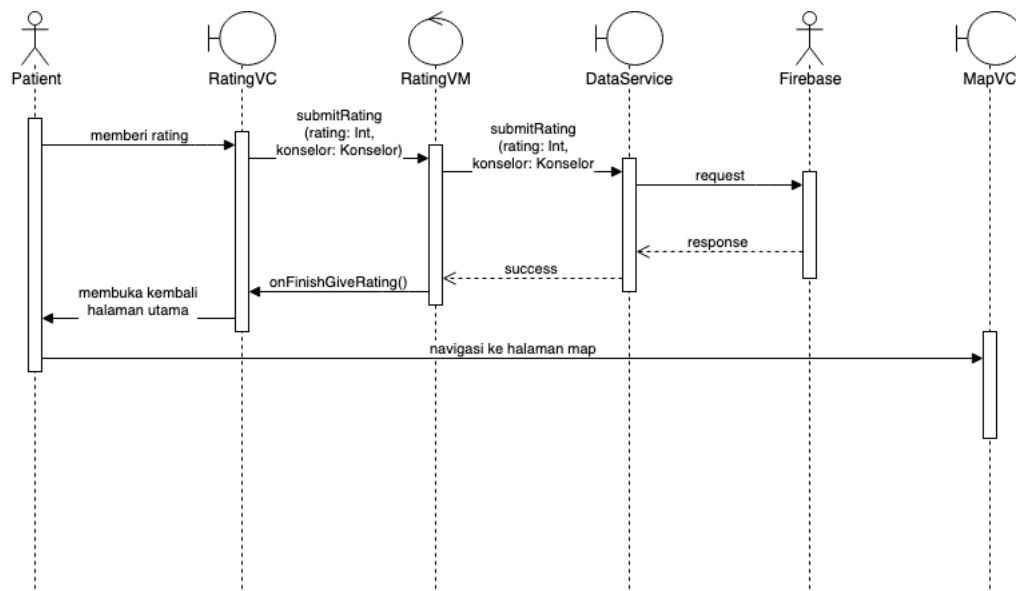 Patient
RatingVC
RatingVM
DataService
Firebase
MapVC
memberi rating
submitRating
(rating: Int,
konselor: Konselor)
submitRating
(rating: Int,
konselor: Konselor
request
response
success
onFinishGiveRating()
membuka kembali
halaman utama
navigasi ke halaman map